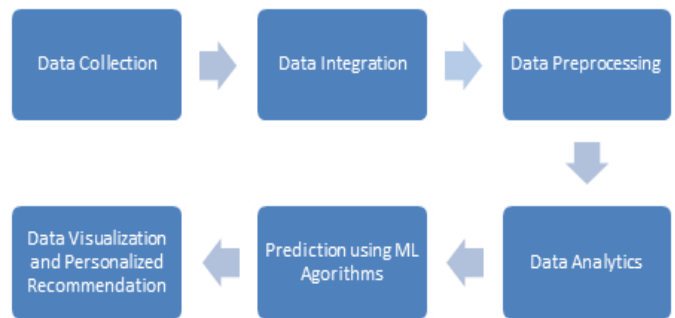 Data Collection
Data Integration
Data Preprocessing
Data Analytics
Prediction using ML
Agorithms
Data Visualization
and Personalized
Recommendation